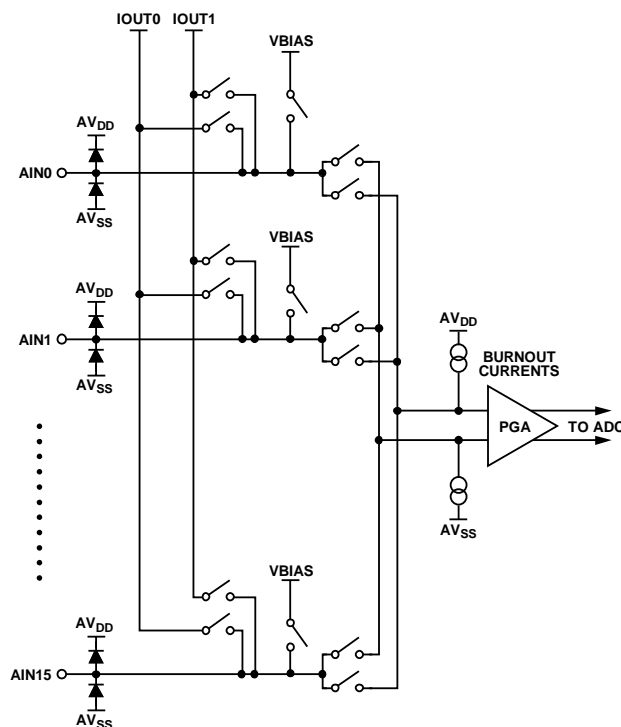 IOUT0 IOUT1
VBIAS
AVDD
AIN0
AVSS
VBIAS
AVDD
AIN1
AVSS
AVDD
BURNOUT
CURRENTS
PGA
TO ADC
AVSS
VBIAS
AVDD
AIN15
AVSS